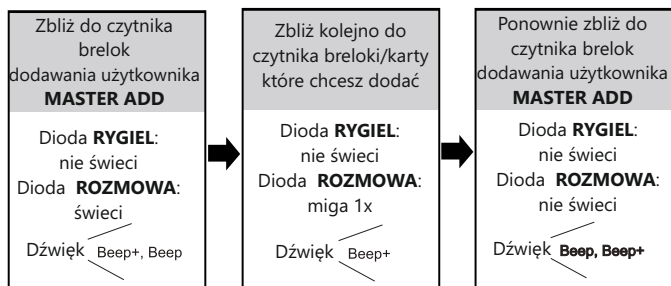 Zbliż do czytnika
brelok
dodawania użytkownika
MASTER ADD
Dioda RYGIEL:
nie świeci
Dioda ROZMOWA:
świeci
Dźwięk Beep+, Beep
Zbliż kolejno do
czytnika breloki/karty
które chcesz dodać
Dioda RYGIEL:
nie świeci
Dioda ROZMOWA:
miga 1x
Dźwięk Beep+
Ponownie zbliż do
czytnika brelok
dodawania użytkownika
MASTER ADD
Dioda RYGIEL:
nie świeci
Dioda ROZMOWA:
nie świeci
Dźwięk Beep, Beep+